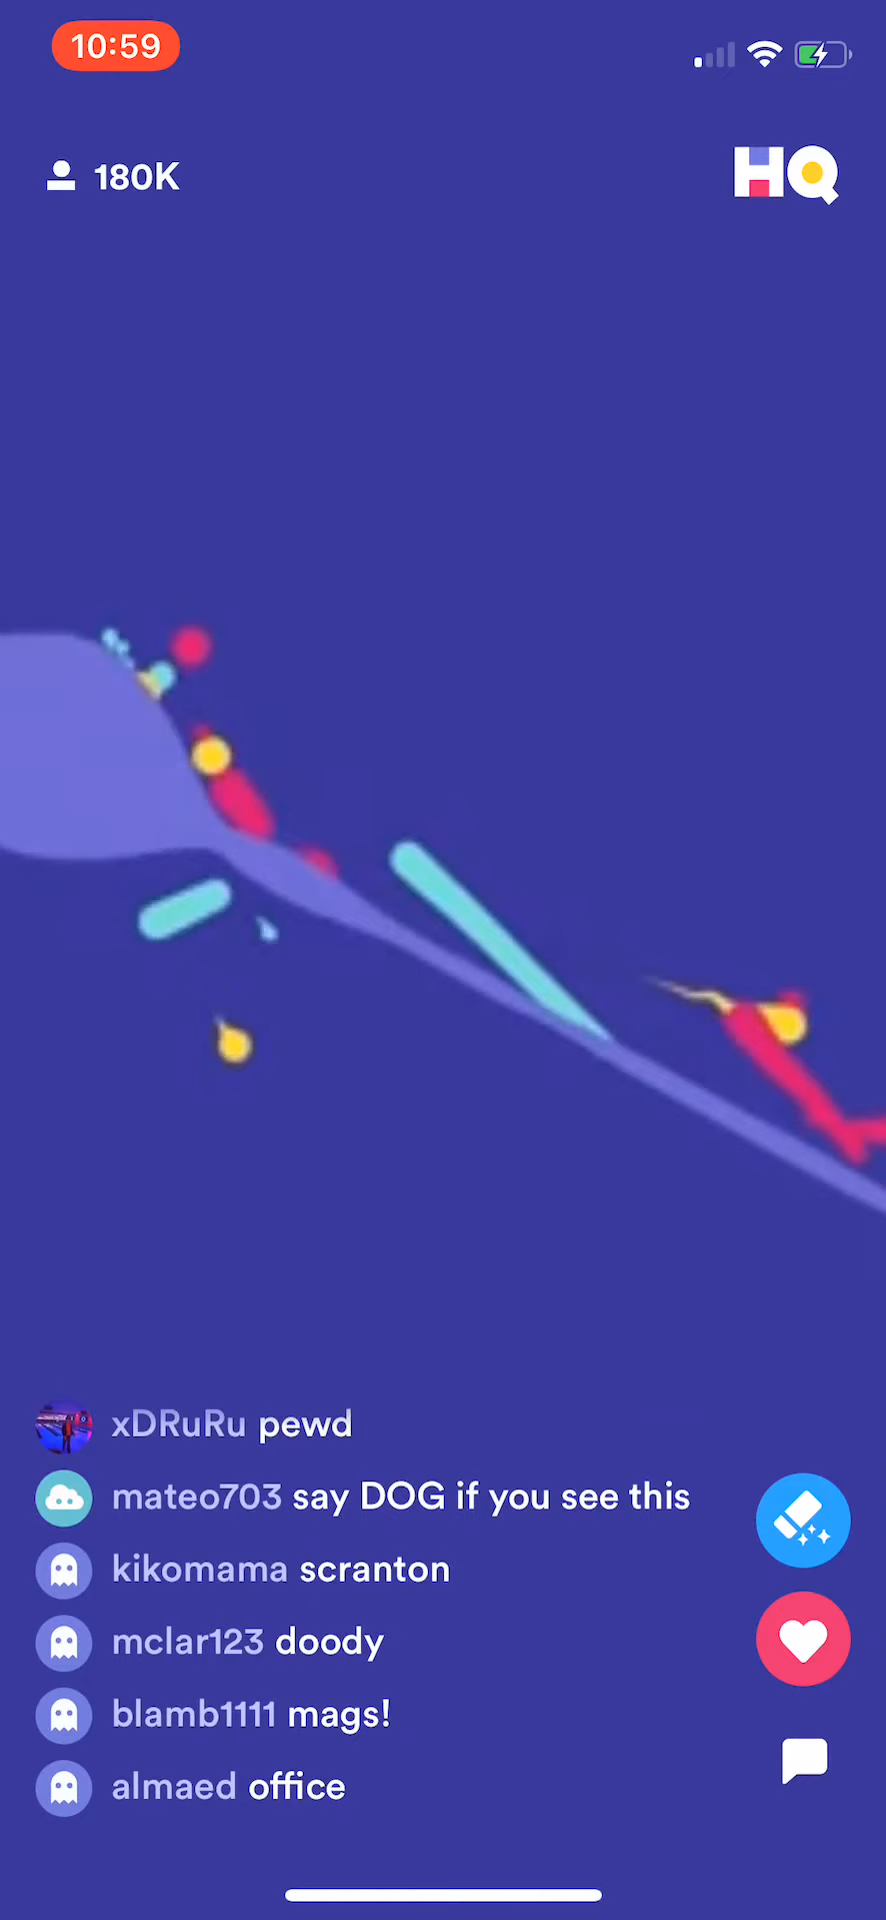 10:59
180K
HQ
xDRuRu pewd
mateo703 say DOG if you see this
kikomama scranton
mclar123 doody
blamb1111 mags!
almaed office